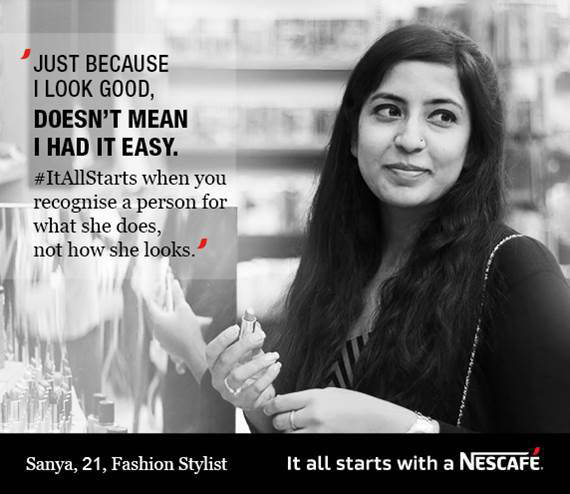 JUST BECAUSE
I LOOK GOOD,
DOESN'T MEAN
I HAD IT EASY.
#ItAllStarts when you
recognise a person for
what she does,
not how she looks.
Sanya, 21, Fashion Stylist
It all starts with a NESCAFÉ.